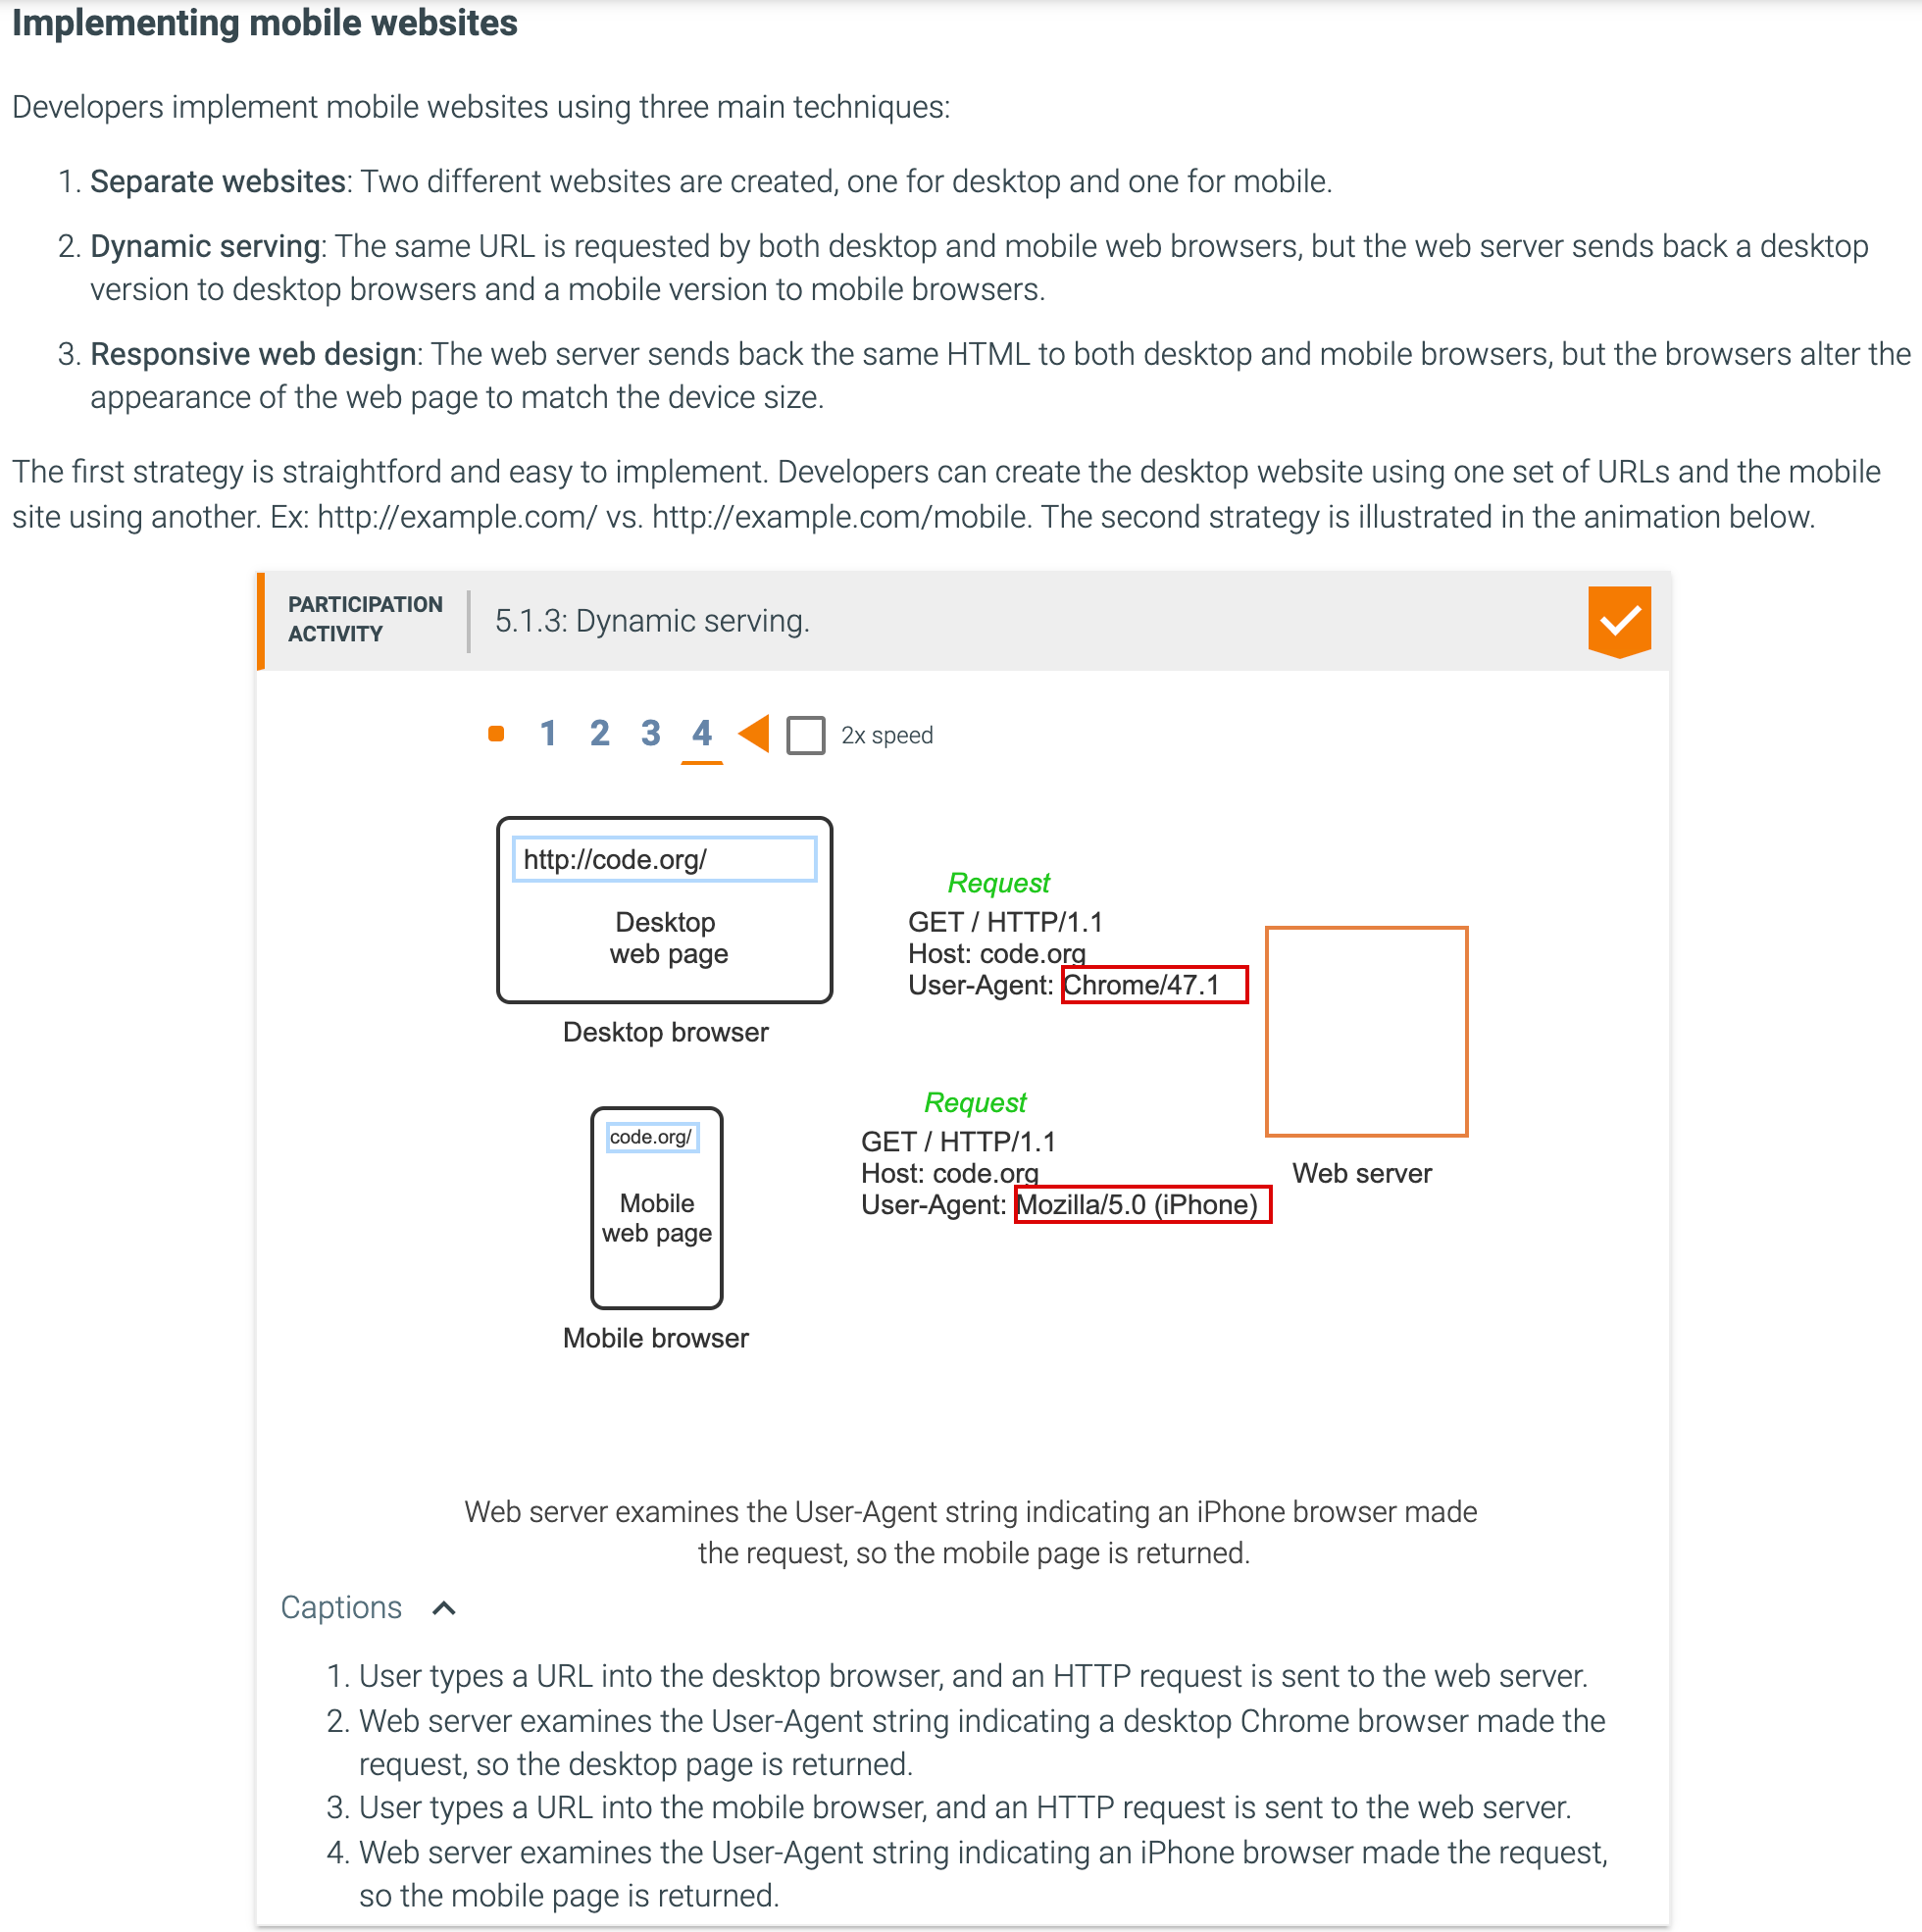 Implementing mobile websites
Developers implement mobile websites using three main techniques:
1. Separate websites: Two different websites are created, one for desktop and one for mobile.
2. Dynamic serving: The same URL is requested by both desktop and mobile web browsers, but the web server sends back a desktop
version to desktop browsers and a mobile version to mobile browsers.
3. Responsive web design: The web server sends back the same HTML to both desktop and mobile browsers, but the browsers alter the
appearance of the web page to match the device size.
The first strategy is straightford and easy to implement. Developers can create the desktop website using one set of URLs and the mobile
site using another. Ex: http://example.com/ vs. http://example.com/mobile. The second strategy is illustrated in the animation below.
PARTICIPATION
ACTIVITY
5.1.3: Dynamic serving.
1 2 3 4 2x speed
http://code.org/
Desktop
web page
Desktop browser
Request
GET / HTTP/1.1
Host: code.org
User-Agent: Chrome/47.1
code.org/
Mobile
web page
Mobile browser
Request
GET / HTTP/1.1
Host: code.org
User-Agent: Mozilla/5.0 (iPhone)
Web server
Web server examines the User-Agent string indicating an iPhone browser made
the request, so the mobile page is returned.
Captions
1. User types a URL into the desktop browser, and an HTTP request is sent to the web server.
2. Web server examines the User-Agent string indicating a desktop Chrome browser made the
request, so the desktop page is returned.
3. User types a URL into the mobile browser, and an HTTP request is sent to the web server.
4. Web server examines the User-Agent string indicating an iPhone browser made the request,
so the mobile page is returned.